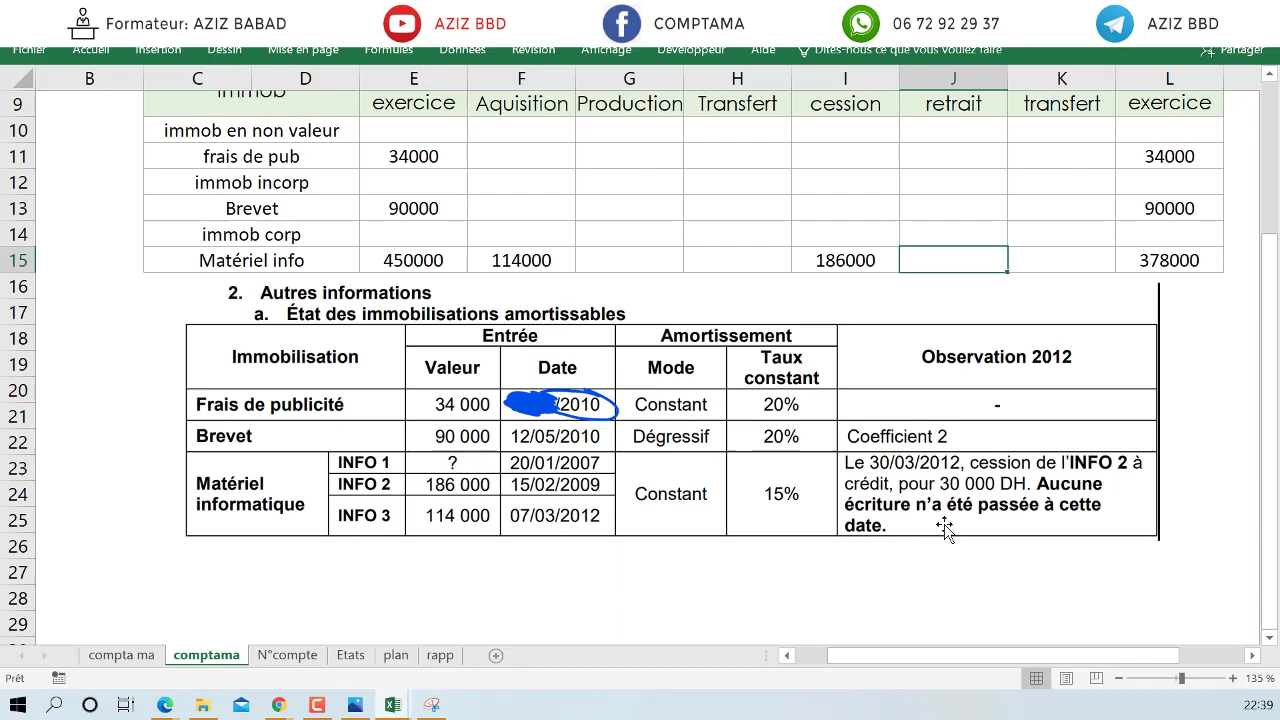 Formateur: AZIZ BABAD AZIZ BBD COMPTAMA 06 72 92 29 37 AZIZ BBD
Fichier Accueil Insertion Dessin Mise en page Formules Données Révision Affichage Développeur Aide Dites-nous ce que vous voulez faire Partager
B C D E F G H I J K L
immob
9 exercice Aquisition Production Transfert cession retrait transfert exercice
10 immob en non valeur
11 frais de pub 34000 34000
12 immob incorp
13 Brevet 90000 90000
14 immob corp
15 Matériel info 450000 114000 186000 378000
16 2. Autres informations
17 a. État des immobilisations amortissables
18 Entrée Amortissement
19 Immobilisation Valeur Date Mode Taux constant Observation 2012
20
21 Frais de publicité 34 000 /2010 Constant 20% -
22 Brevet 90 000 12/05/2010 Dégressif 20% Coefficient 2
23 INFO 1 ? 20/01/2007 Le 30/03/2012, cession de l'INFO 2 à
24 Matériel informatique INFO 2 186 000 15/02/2009 Constant 15% crédit, pour 30 000 DH. Aucune
25 INFO 3 114 000 07/03/2012 écriture n'a été passée à cette
date.
26
27
28
29
compta ma comptama N°compte Etats plan rapp
Prêt 135 %
22:39